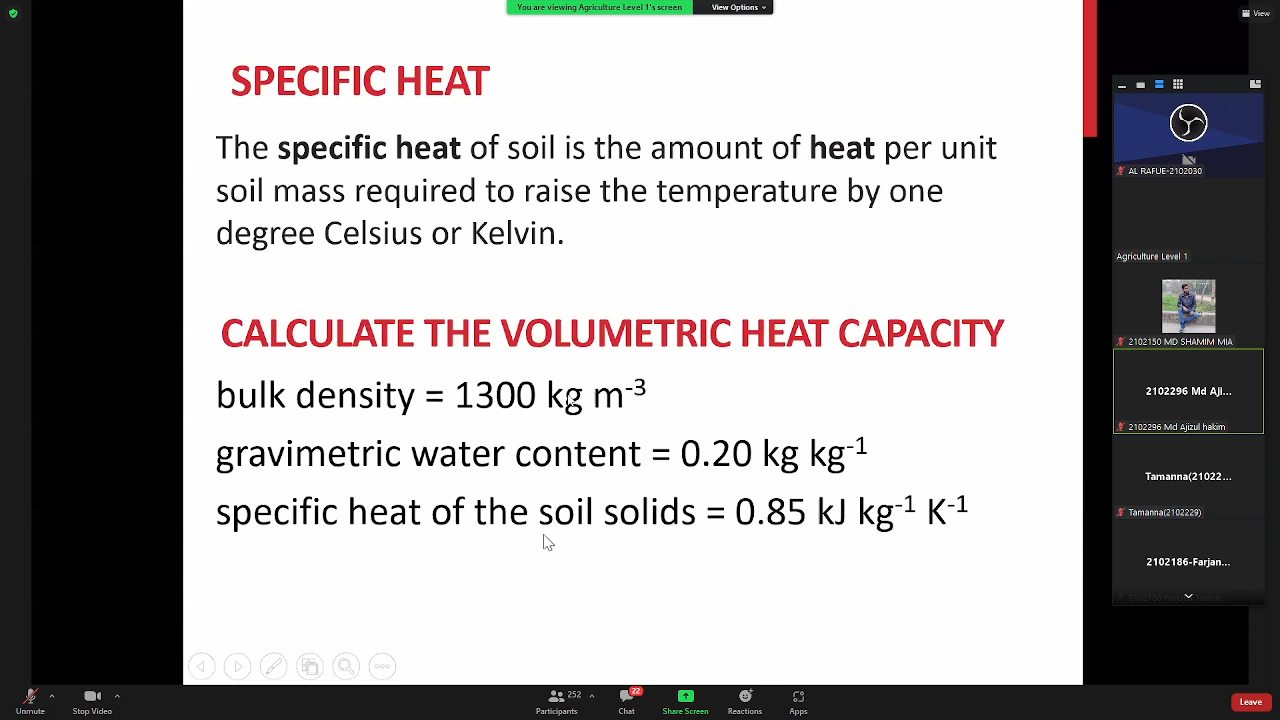 You are viewing Agriculture Level 1's screen
View Options
View
SPECIFIC HEAT
The specific heat of soil is the amount of heat per unit
soil mass required to raise the temperature by one
degree Celsius or Kelvin.
CALCULATE THE VOLUMETRIC HEAT CAPACITY
bulk density = 1300 kg m⁻³
gravimetric water content = 0.20 kg kg⁻¹
specific heat of the soil solids = 0.85 kJ kg⁻¹ K⁻¹
AL RAFUE-2102030
Agriculture Level 1
2102150 MD SHAMIM MIA
2102296 Md Aji...
2102296 Md Ajizul hakim
Tamanna(21022...
Tamanna(2102229)
2102186-Farjan...
Unmute
Stop Video
252
Participants
22
Chat
Share Screen
Reactions
Apps
Leave